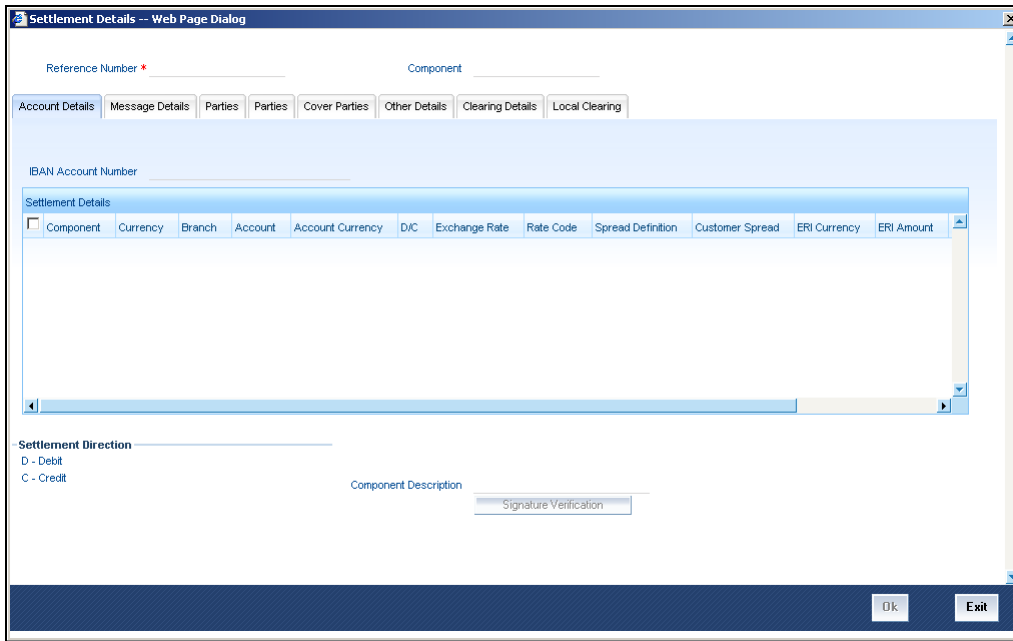 Settlement Details -- Web Page Dialog
Reference Number * Component
Account Details Message Details Parties Parties Cover Parties Other Details Clearing Details Local Clearing
IBAN Account Number
Settlement Details
Component Currency Branch Account Account Currency D/C Exchange Rate Rate Code Spread Definition Customer Spread ERI Currency ERI Amount
Settlement Direction
D - Debit
C - Credit
Component Description
Signature Verification
Ok Exit